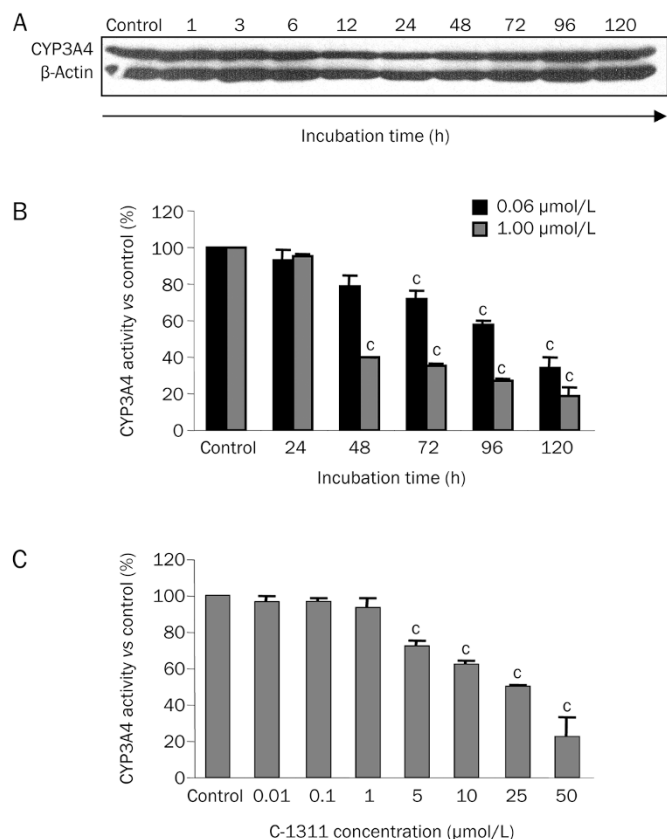 A
Control 1 3 6 12 24 48 72 96 120
CYP3A4
β-Actin
Incubation time (h)
B
CYP3A4 activity vs control (%)
120
100
80
60
40
20
0
0.06 µmol/L
1.00 µmol/L
c
c
c
c
c
c
c
Control 24 48 72 96 120
Incubation time (h)
C
CYP3A4 activity vs control (%)
120
100
80
60
40
20
0
c
c
c
c
Control 0.01 0.1 1 5 10 25 50
C-1311 concentration (µmol/L)